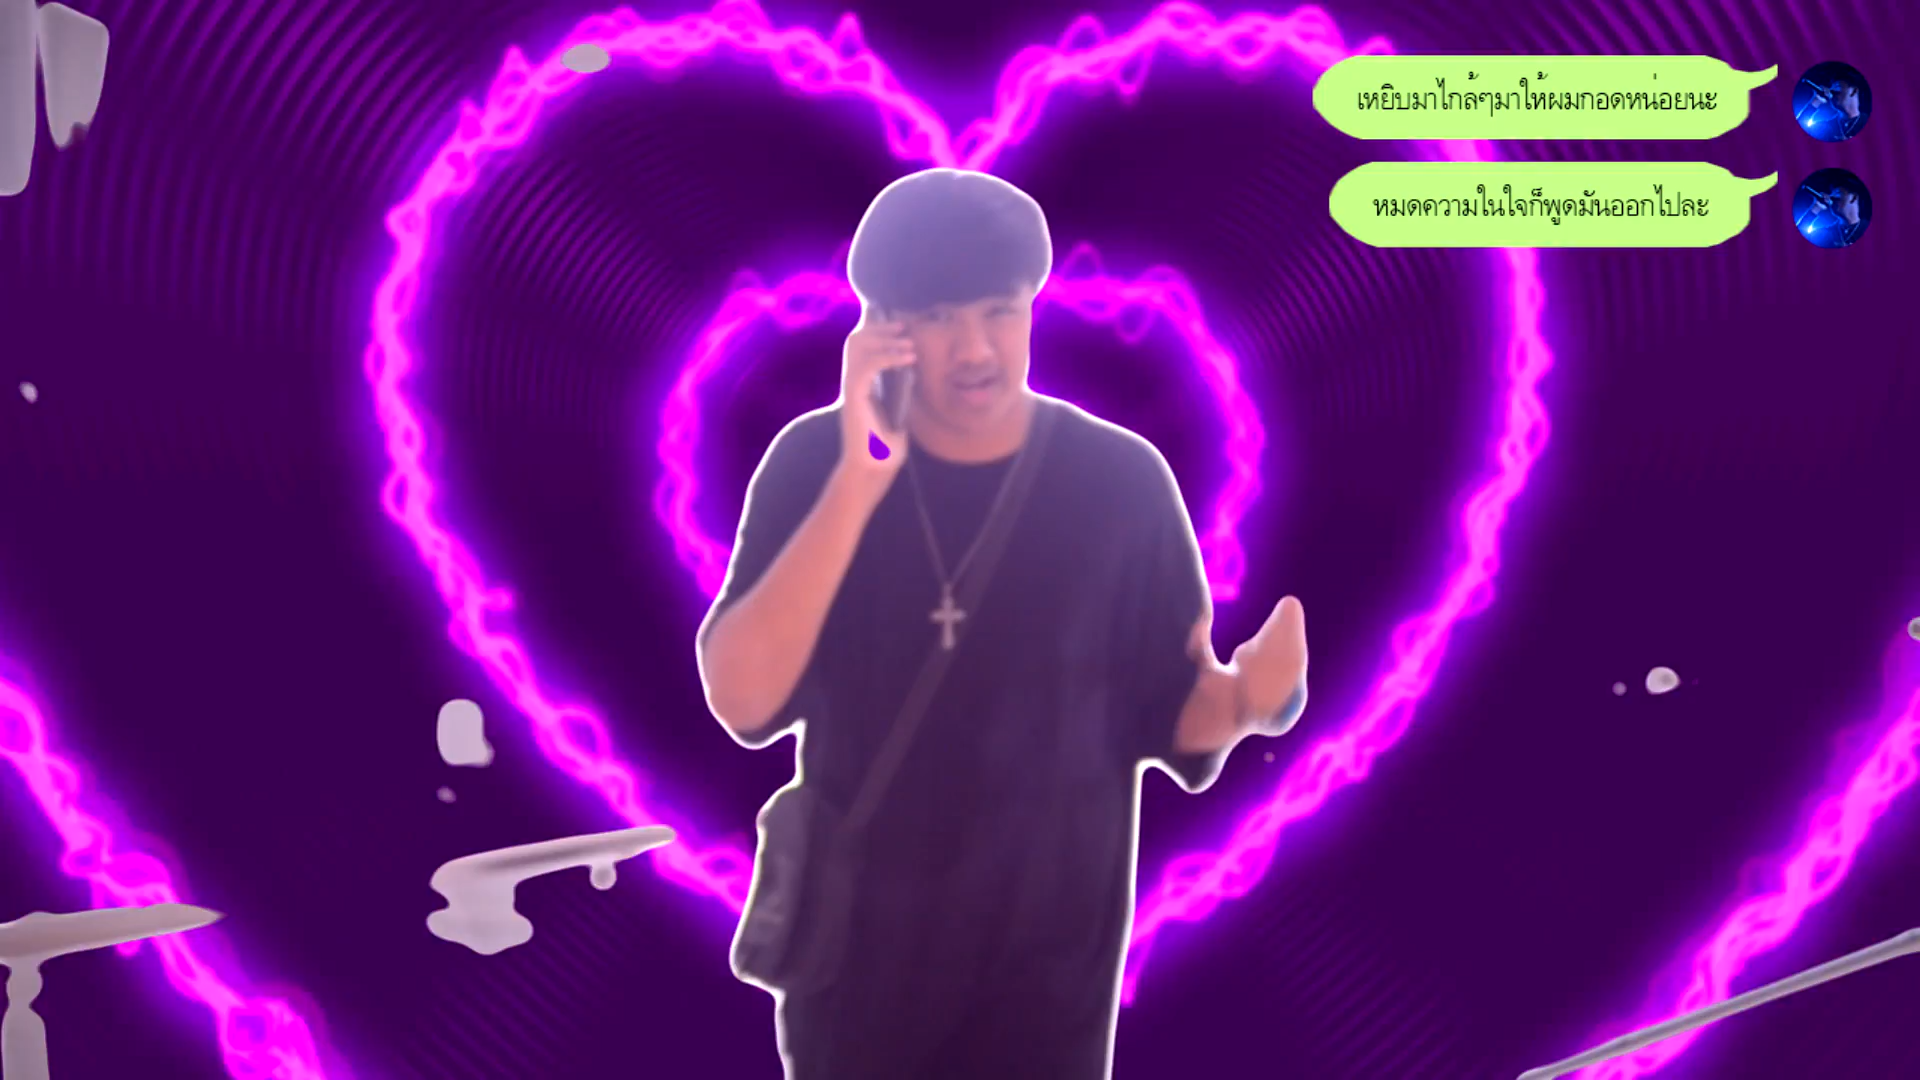 เหยิบมาไกล้ๆมาให้ผมกอดหน่อยนะ
หมดความในใจก็พูดมันออกไปละ